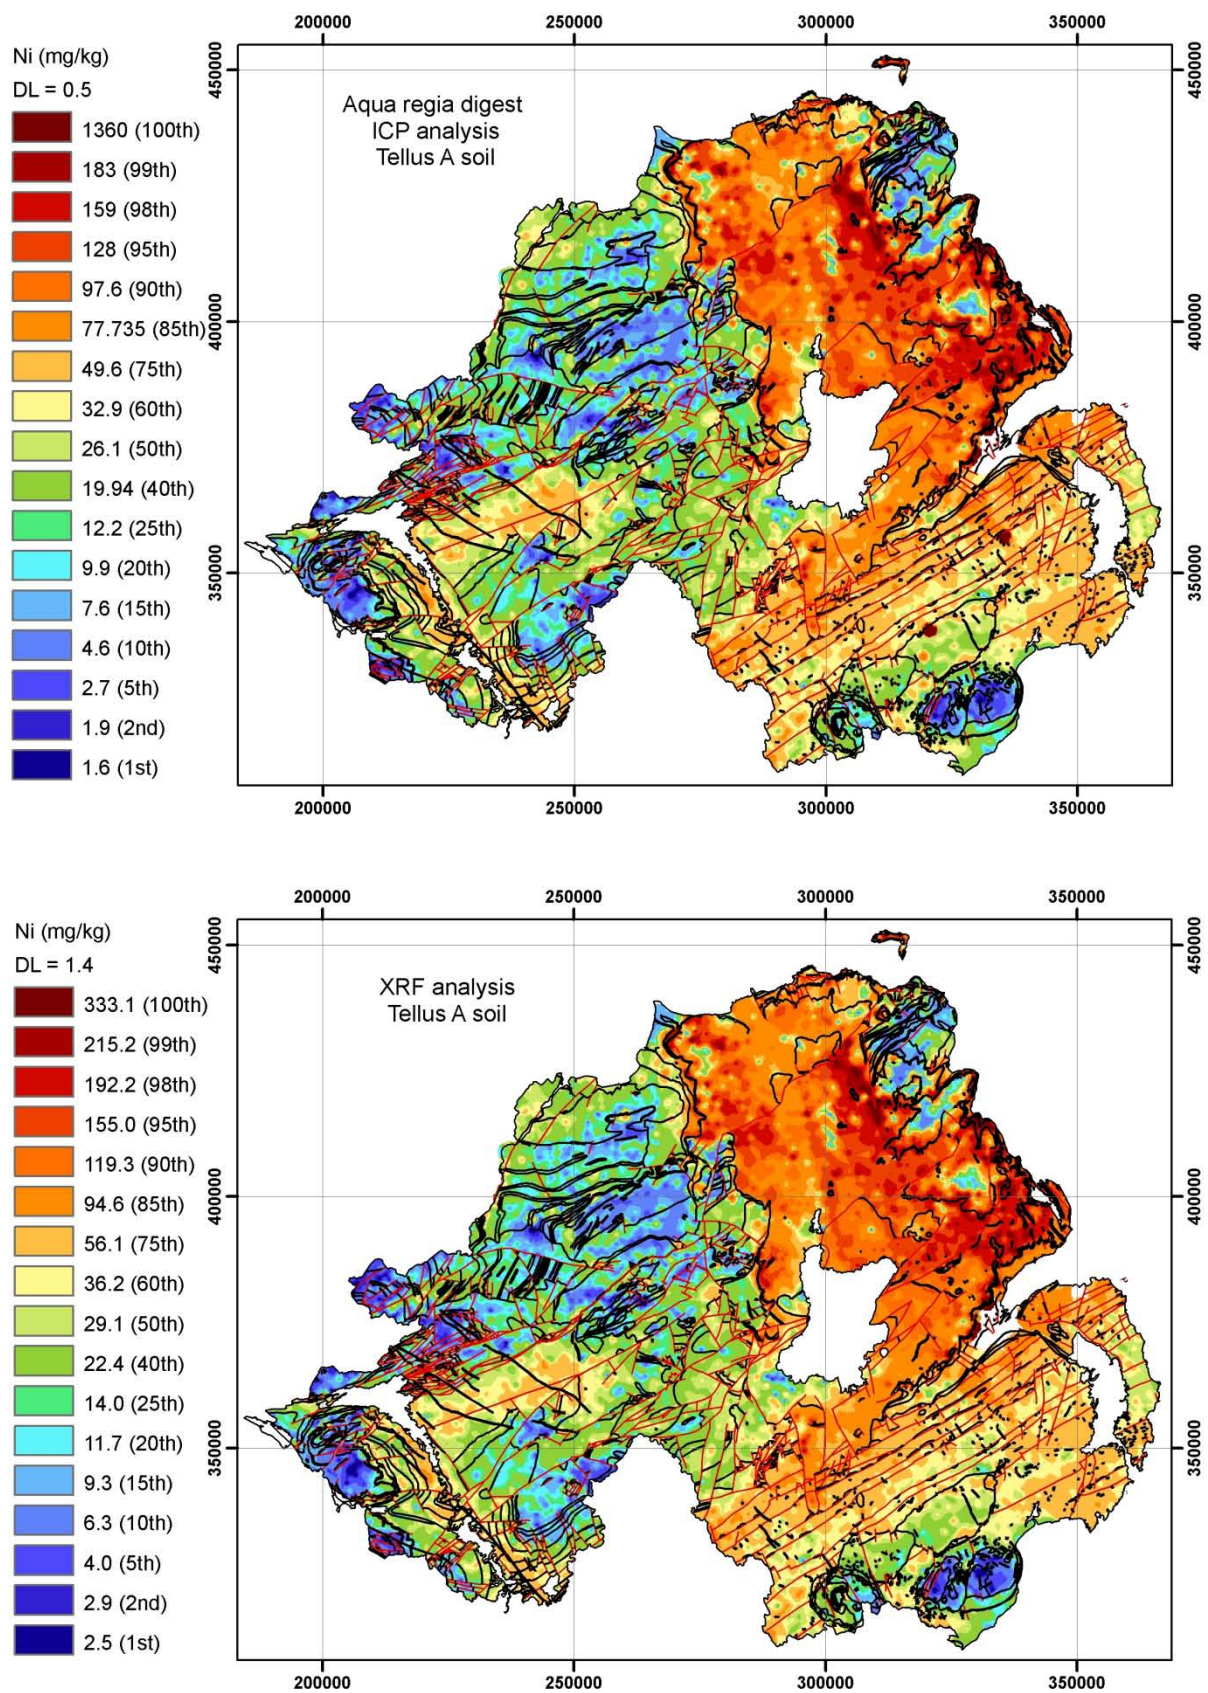 200000 250000 300000 350000
Ni (mg/kg)
DL = 0.5
1360 (100th)
183 (99th)
159 (98th)
128 (95th)
97.6 (90th)
77.735 (85th)
49.6 (75th)
32.9 (60th)
26.1 (50th)
19.94 (40th)
12.2 (25th)
9.9 (20th)
7.6 (15th)
4.6 (10th)
2.7 (5th)
1.9 (2nd)
1.6 (1st)
450000
400000
350000
Aqua regia digest
ICP analysis
Tellus A soil
450000
400000
350000
200000 250000 300000 350000
200000 250000 300000 350000
Ni (mg/kg)
DL = 1.4
333.1 (100th)
215.2 (99th)
192.2 (98th)
155.0 (95th)
119.3 (90th)
94.6 (85th)
56.1 (75th)
36.2 (60th)
29.1 (50th)
22.4 (40th)
14.0 (25th)
11.7 (20th)
9.3 (15th)
6.3 (10th)
4.0 (5th)
2.9 (2nd)
2.5 (1st)
450000
400000
350000
XRF analysis
Tellus A soil
450000
400000
350000
200000 250000 300000 350000